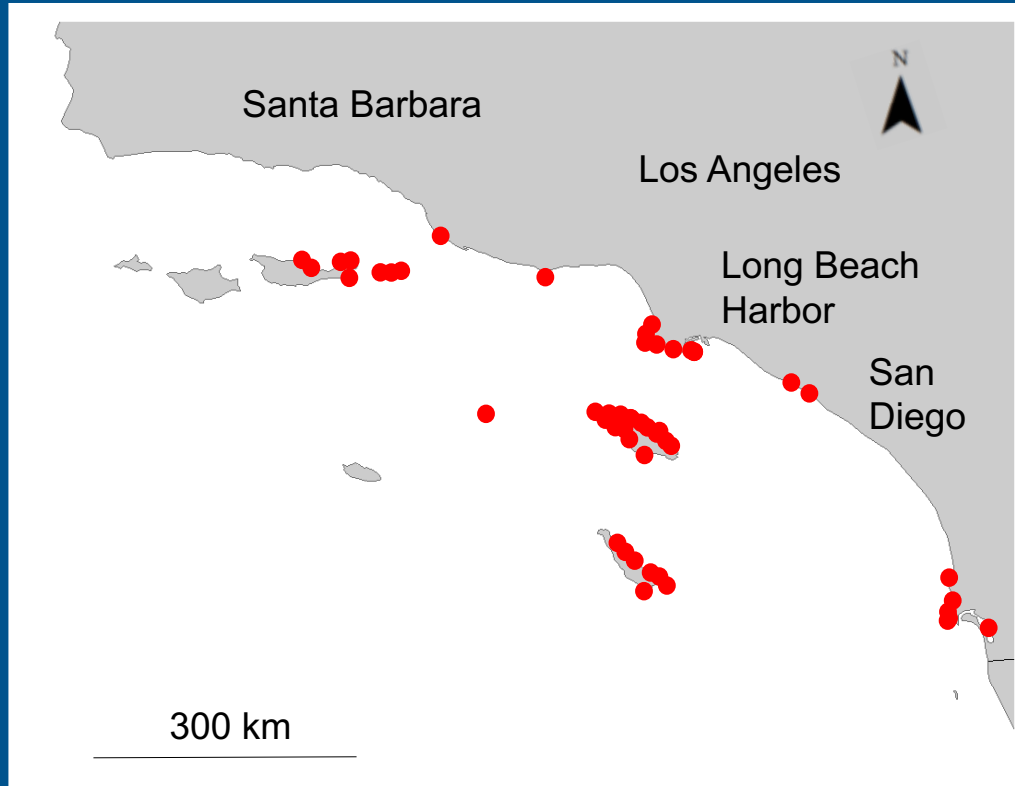 N
Santa Barbara
Los Angeles
Long Beach
Harbor
San
Diego
300 km